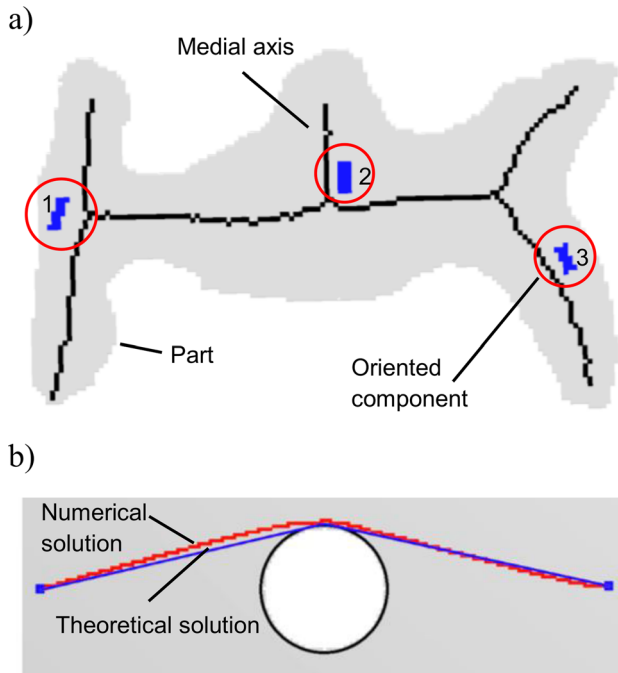 a)
Medial axis
1
2
3
Part
Oriented
component
b)
Numerical
solution
Theoretical solution